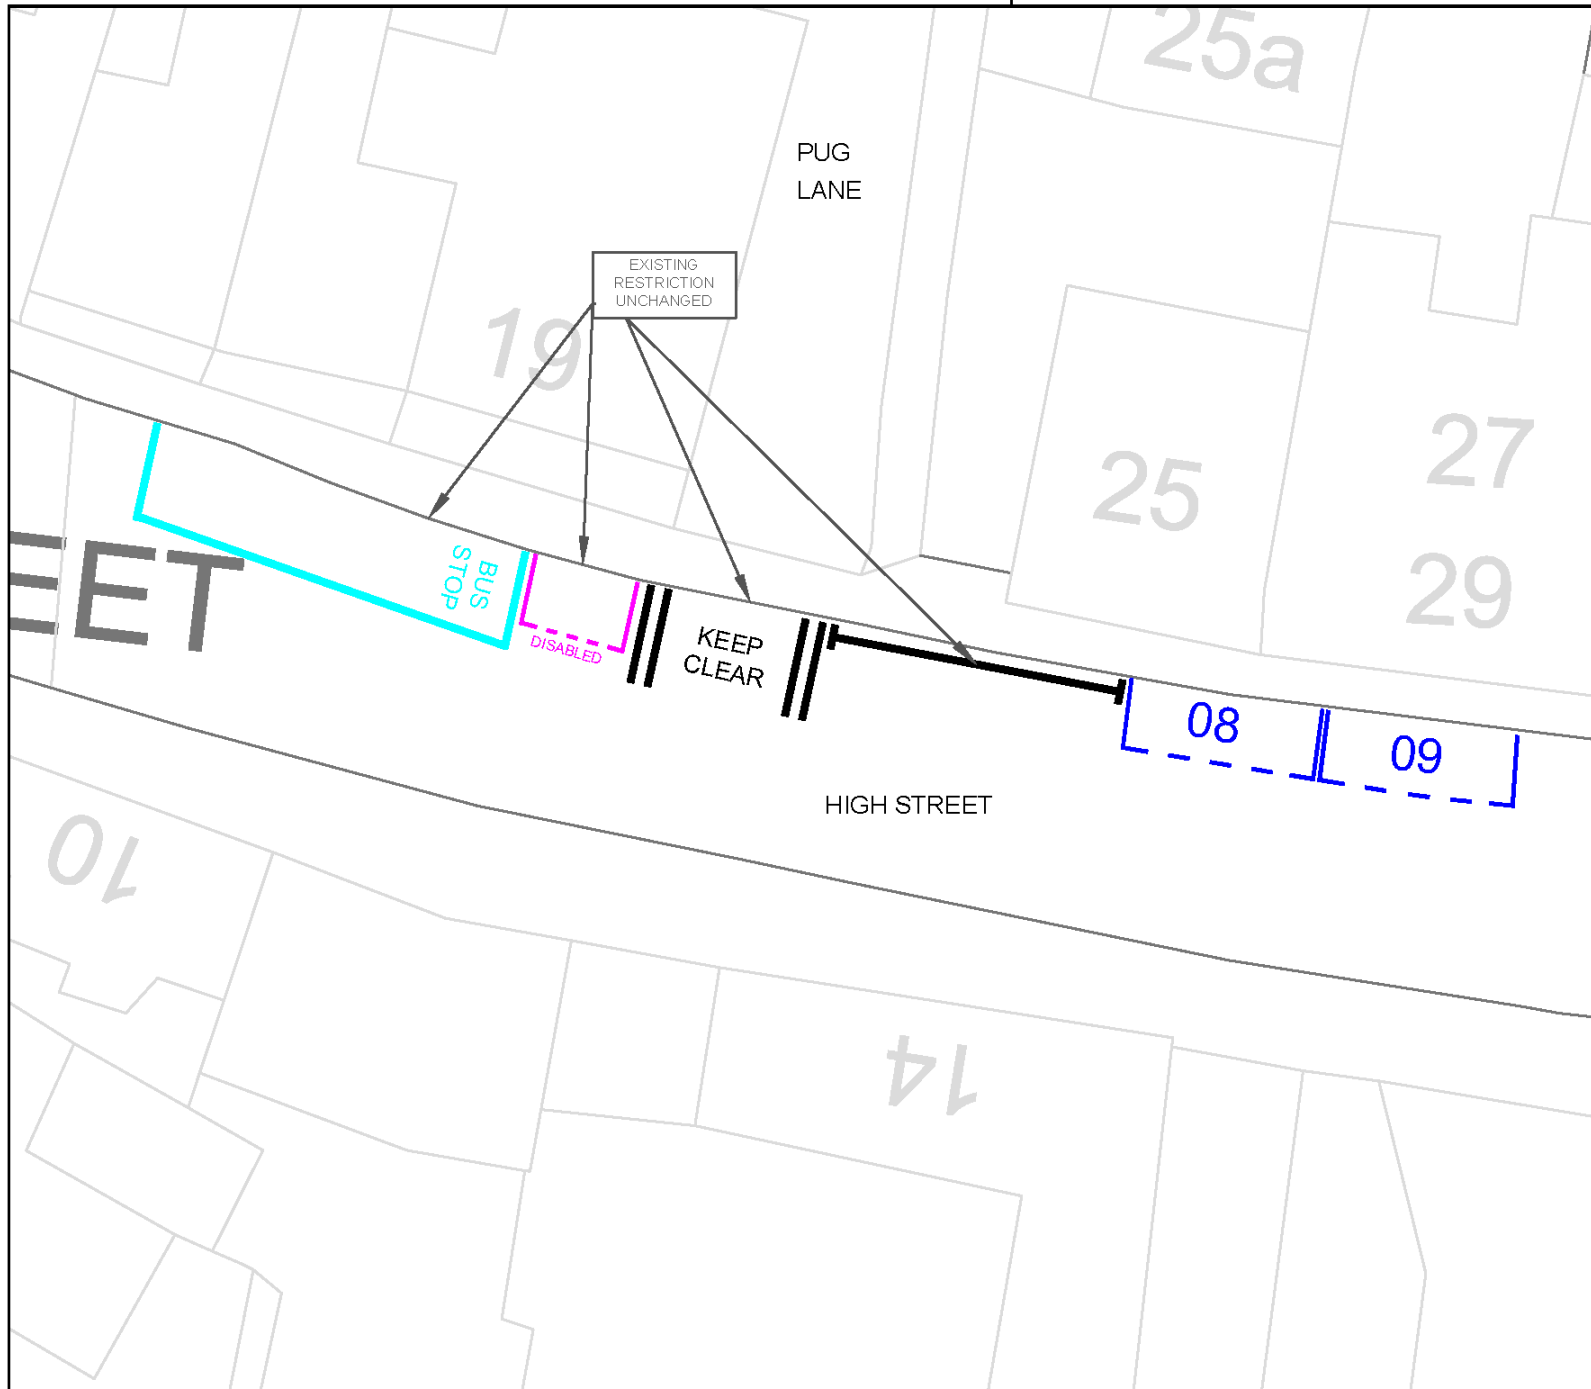 25a
PUG
LANE
EXISTING
RESTRICTION
UNCHANGED
19
27
25
29
EET
BUS
STOP
DISABLED
KEEP
CLEAR
08
09
HIGH STREET
10
14